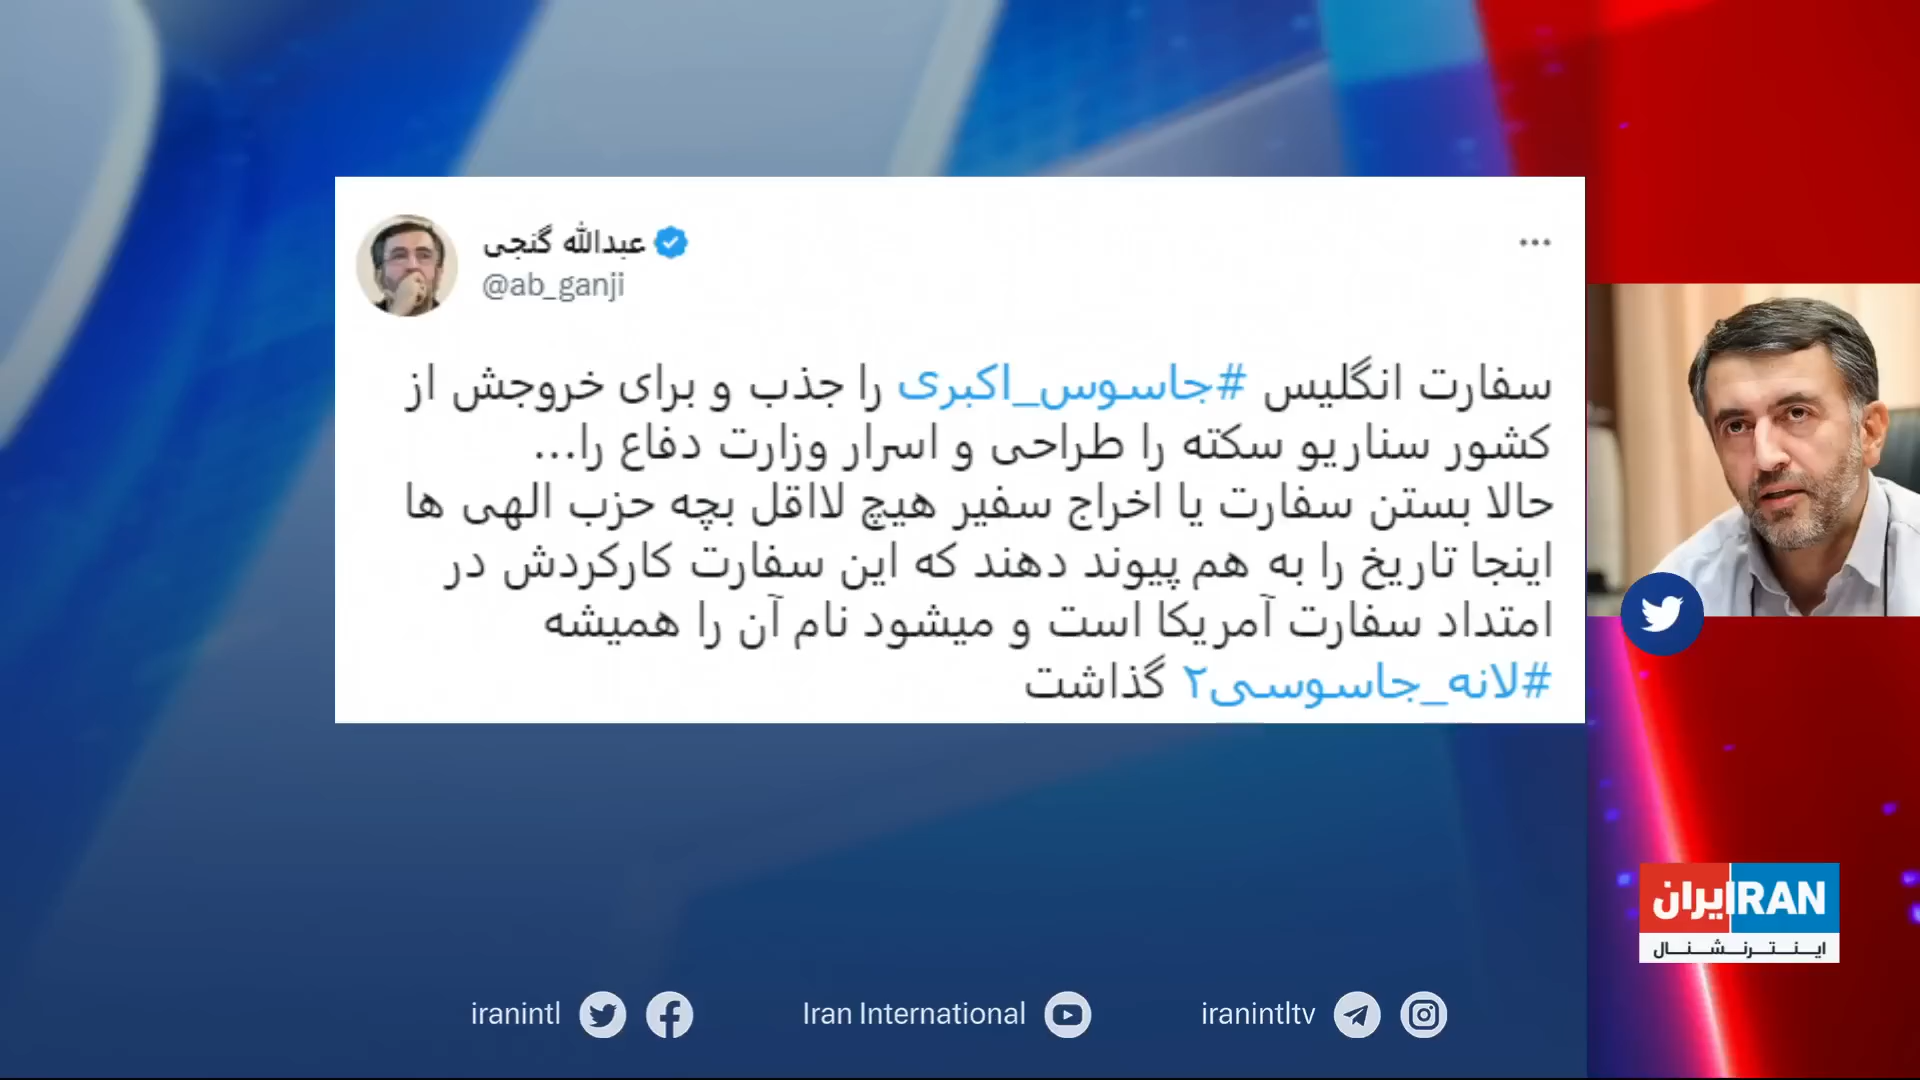 عبدالله گنجی
@ab_ganji
سفارت انگلیس #جاسوس_اکبری را جذب و برای خروجش از
کشور سناریو سکته را طراحی و اسرار وزارت دفاع را...
حالا بستن سفارت یا اخراج سفیر هیچ لااقل بچه حزب الهی ها
اینجا تاریخ را به هم پیوند دهند که این سفارت کارکردش در
امتداد سفارت آمریکا است و میشود نام آن را همیشه
#لانه_جاسوسی۲ گذاشت
ایران IRAN
اینترنشنال
iranintl
Iran International
iranintltv